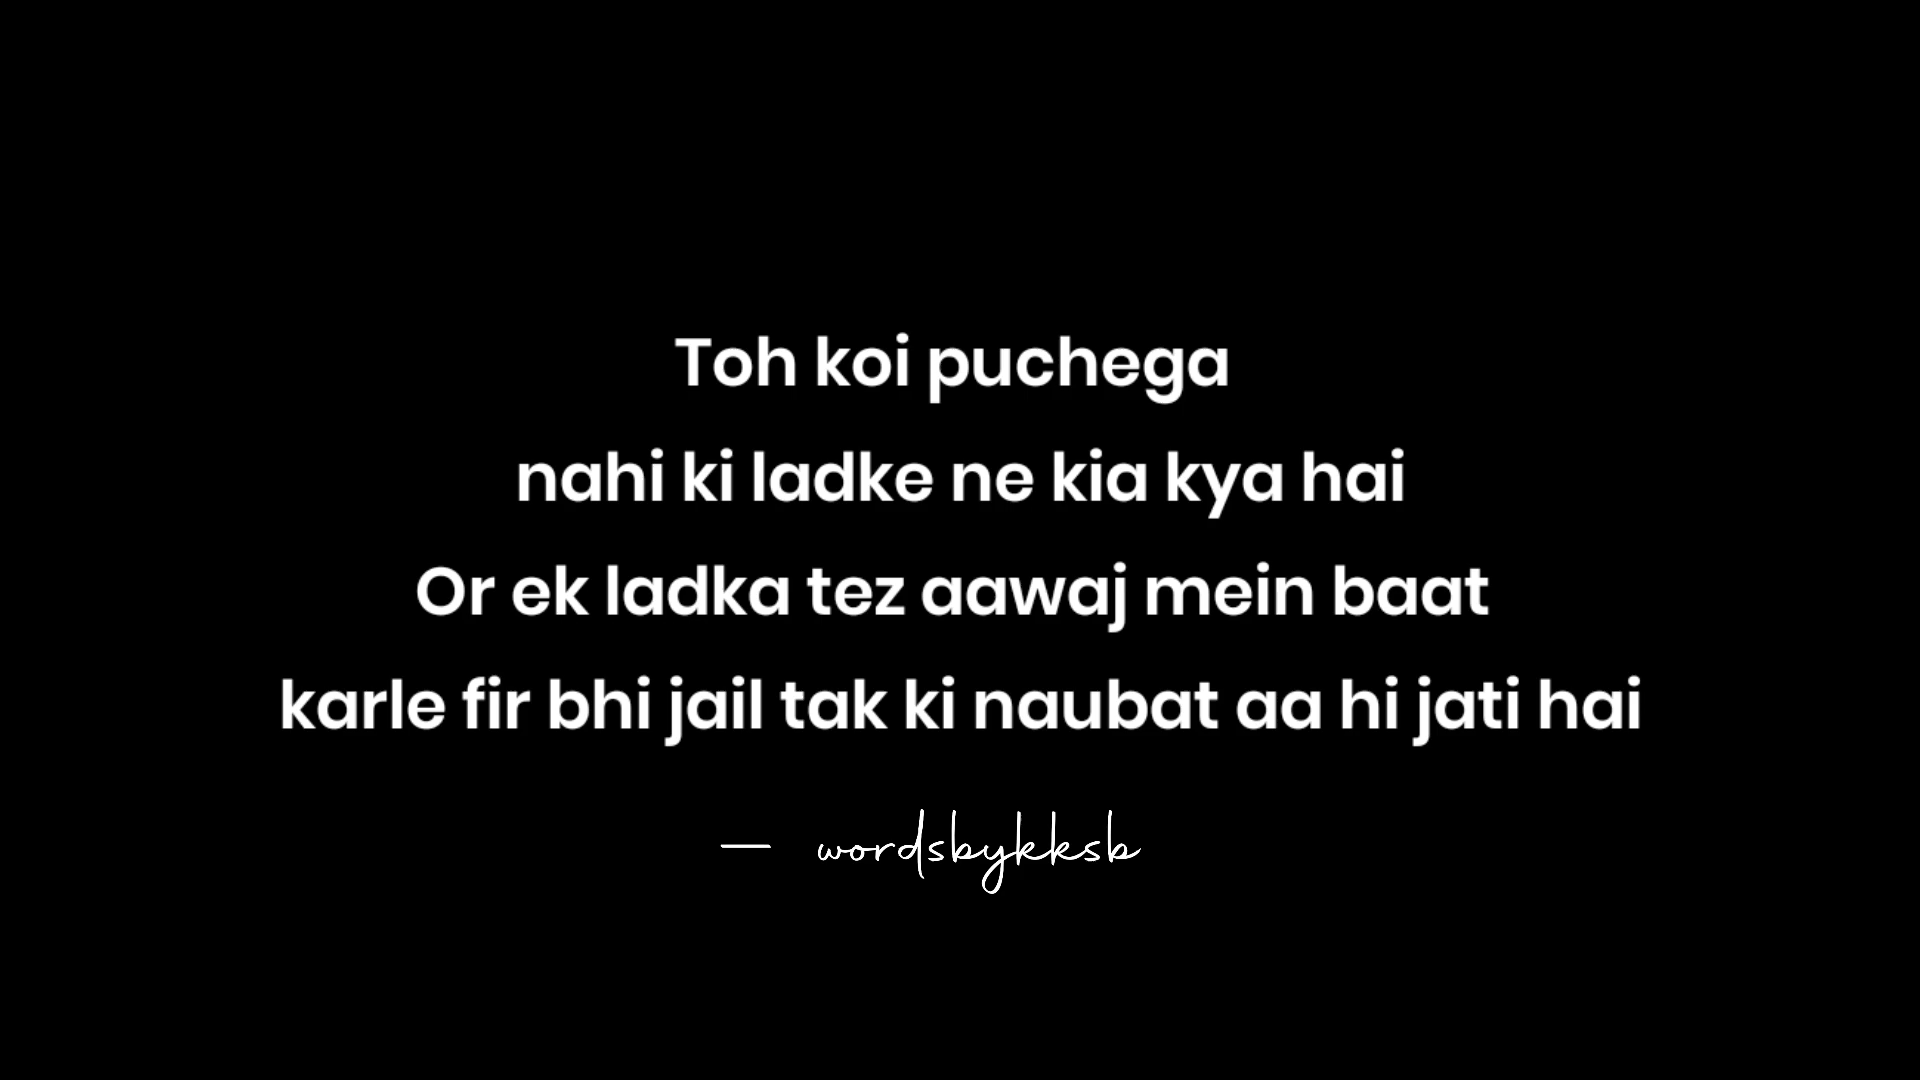 Toh koi puchega
nahi ki ladke ne kia kya hai
Or ek ladka tez aawaj mein baat
karle fir bhi jail tak ki naubat aa hi jati hai
— wordsbykksb